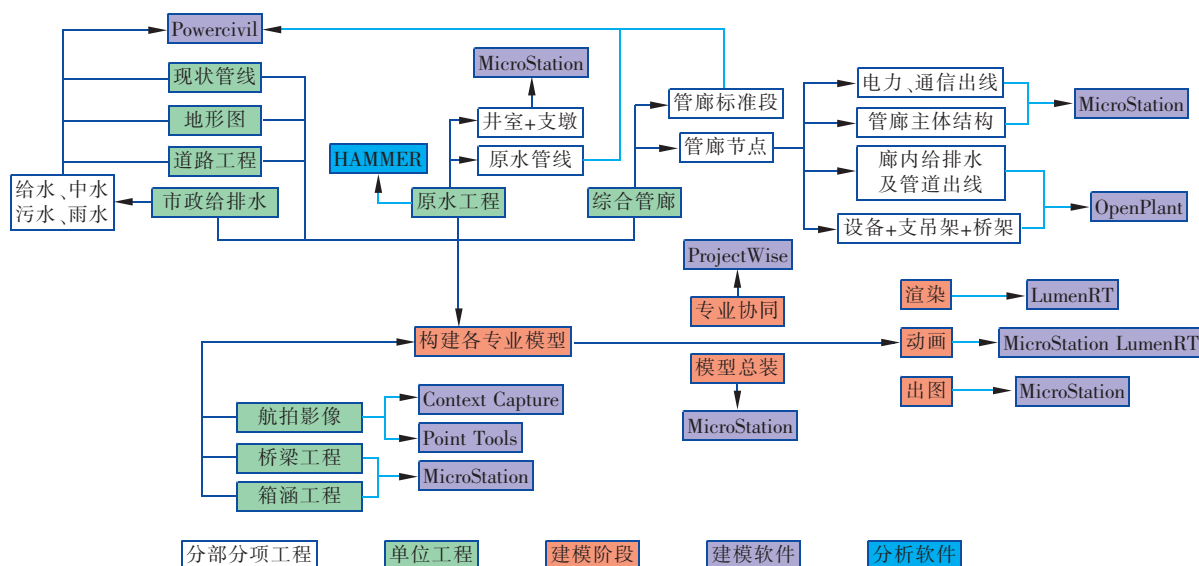 Powercivil
现状管线
地形图
道路工程
给水、中水
污水、雨水
市政给排水
MicroStation
井室+支墩
HAMMER
原水管线
原水工程
管廊标准段
管廊节点
综合管廊
电力、通信出线
管廊主体结构
廊内给排水
及管道出线
设备+支吊架+桥架
MicroStation
OpenPlant
ProjectWise
专业协同
构建各专业模型
模型总装
MicroStation
渲染
LumenRT
动画
MicroStation LumenRT
出图
MicroStation
航拍影像
Context Capture
Point Tools
桥梁工程
MicroStation
箱涵工程
分部分项工程
单位工程
建模阶段
建模软件
分析软件